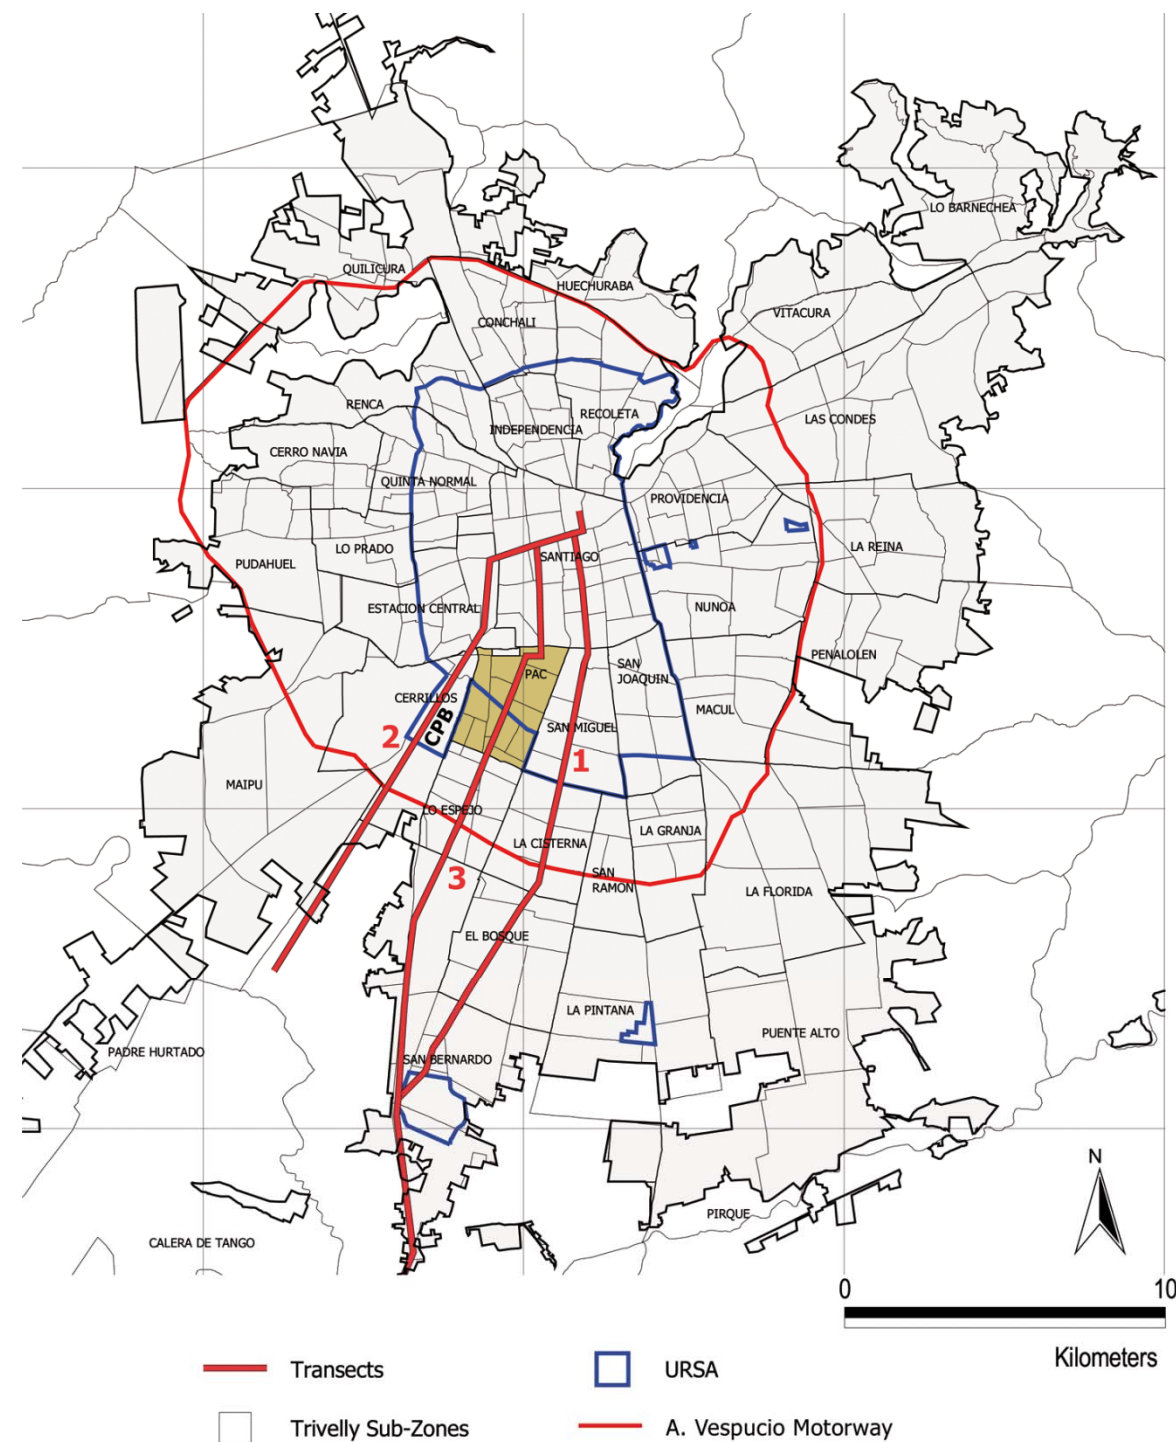 LO BARNECHEA
QUILICURA
HUECHURABA
VITACURA
CONCHALI
RENCA
RECOLETA
LAS CONDES
INDEPENDENCIA
CERRO NAVIA
QUINTA NORMAL
PROVIDENCIA
LO PRADO
LA REINA
PUDAHUEL
SANTIAGO
ESTACION CENTRAL
NUNOA
PENALOLEN
SAN
JOAQUIN
PAC
CERRILLOS
MACUL
CPB
SAN MIGUEL
2
1
MAIPU
LO ESPEJO
LA GRANJA
LA CISTERNA
SAN
RAMON
3
LA FLORIDA
EL BOSQUE
LA PINTANA
PUENTE ALTO
PADRE HURTADO
SAN BERNARDO
N
PIRQUE
CALERA DE TANGO
0
10
Kilometers
Transects
URSA
Trivelly Sub-Zones
A. Vespucio Motorway